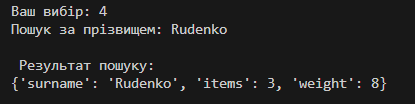 Ваш вибір: 4
Пошук за прізвищем: Rudenko
Результат пошуку:
{'surname': 'Rudenko', 'items': 3, 'weight': 8}